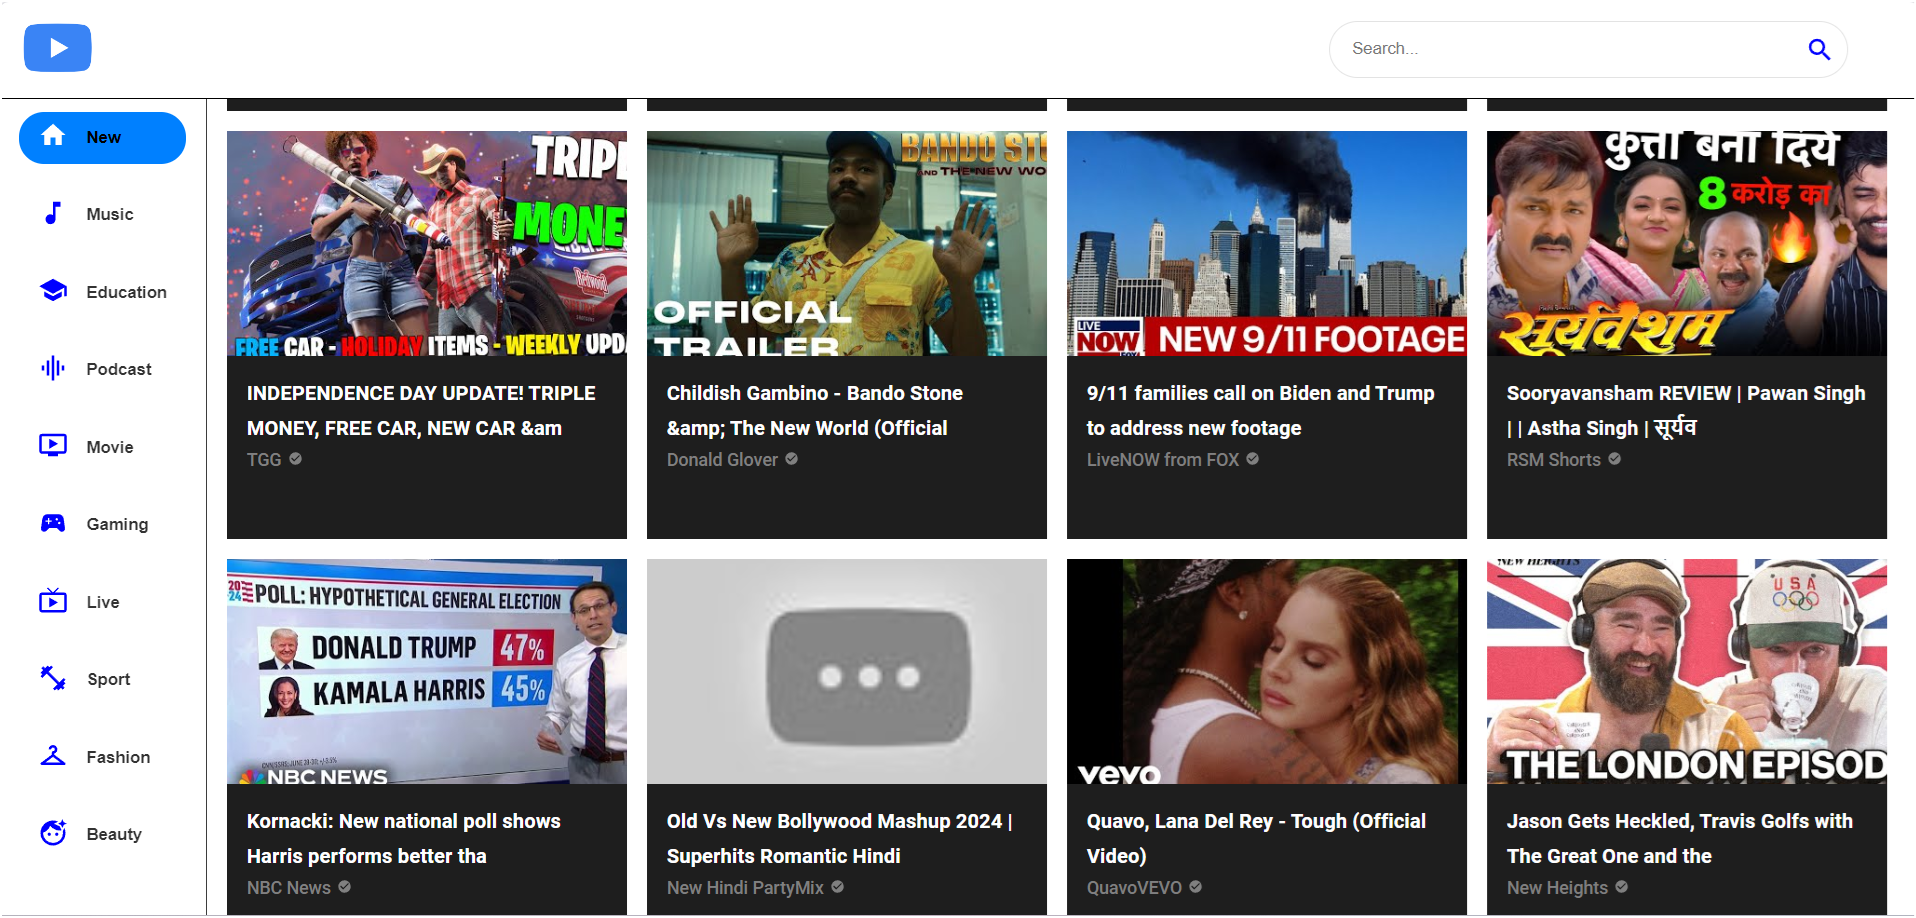 Search...
New
Music
Education
Podcast
Movie
Gaming
Live
Sport
Fashion
Beauty
TRIPL
MONE
Redwood
FREE CAR - HOLIDAY ITEMS - WEEKLY UPDA
INDEPENDENCE DAY UPDATE! TRIPLE
MONEY, FREE CAR, NEW CAR &am
TGG
BANDO STO
AND THE NEW WO
OFFICIAL
TRAILER
Childish Gambino - Bando Stone
&amp; The New World (Official
Donald Glover
LIVE
NOW
FOX
NEW 9/11 FOOTAGE
9/11 families call on Biden and Trump
to address new footage
LiveNOW from FOX
कुत्ता बना दिये
8 करोड़ का
सूर्यवंशम
Sooryavansham REVIEW | Pawan Singh
| | Astha Singh | सूर्यव
RSM Shorts
2024
POLL: HYPOTHETICAL GENERAL ELECTION
DONALD TRUMP 47%
KAMALA HARRIS 45%
NBC NEWS
Kornacki: New national poll shows
Harris performs better tha
NBC News
Old Vs New Bollywood Mashup 2024 |
Superhits Romantic Hindi
New Hindi PartyMix
vevo
Quavo, Lana Del Rey - Tough (Official
Video)
QuavoVEVO
NEW HEIGHTS
USA
THE LONDON EPISOD
Jason Gets Heckled, Travis Golfs with
The Great One and the
New Heights